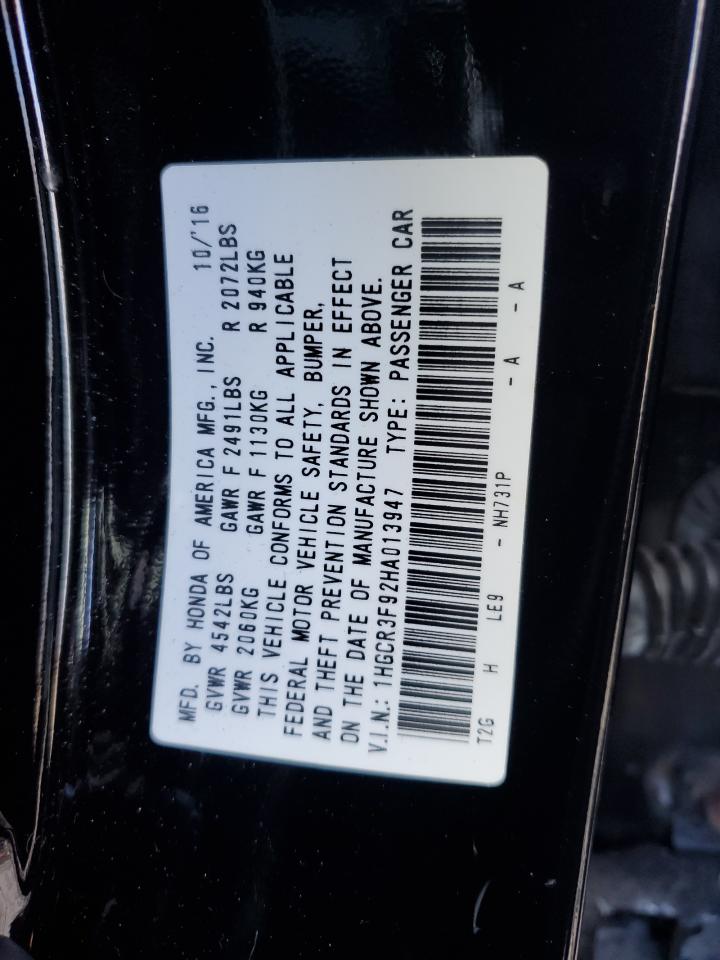 MFD. BY HONDA OF AMERICA MFG., INC. 10/'16
GVWR 4542LBS GAWR F 2491LBS R 2072LBS
GVWR 2060KG GAWR F 1130KG R 940KG
THIS VEHICLE CONFORMS TO ALL APPLICABLE
FEDERAL MOTOR VEHICLE SAFETY, BUMPER,
AND THEFT PREVENTION STANDARDS IN EFFECT
ON THE DATE OF MANUFACTURE SHOWN ABOVE.
V.I.N.: 1HGCR3F92HA013947 TYPE: PASSENGER CAR
T2G H LE9 - NH731P - A - A